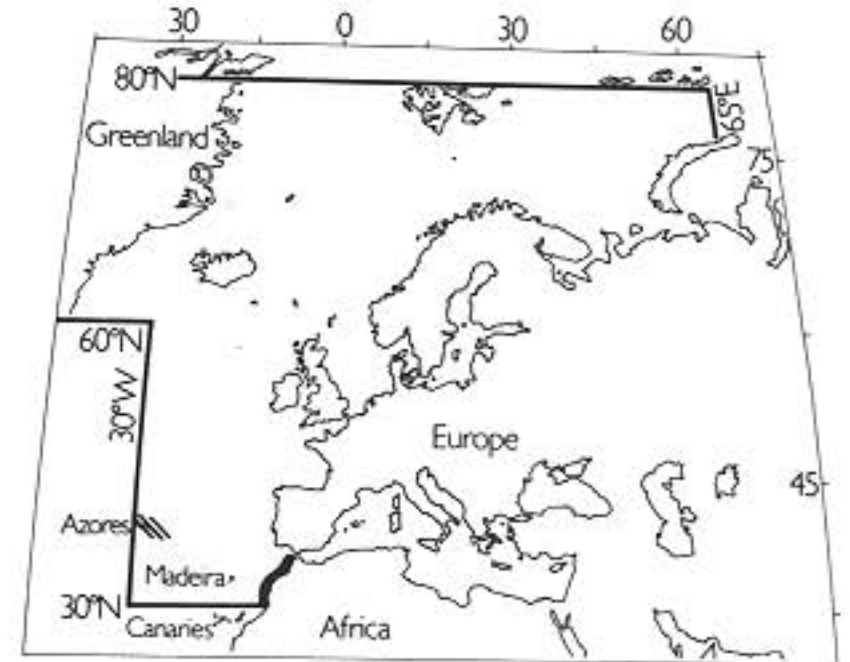 30 0 30 60
80°N
65°E
Greenland
75
60°N
30°W
Europe
45
Azores
Madeira
30°N
Canaries
Africa